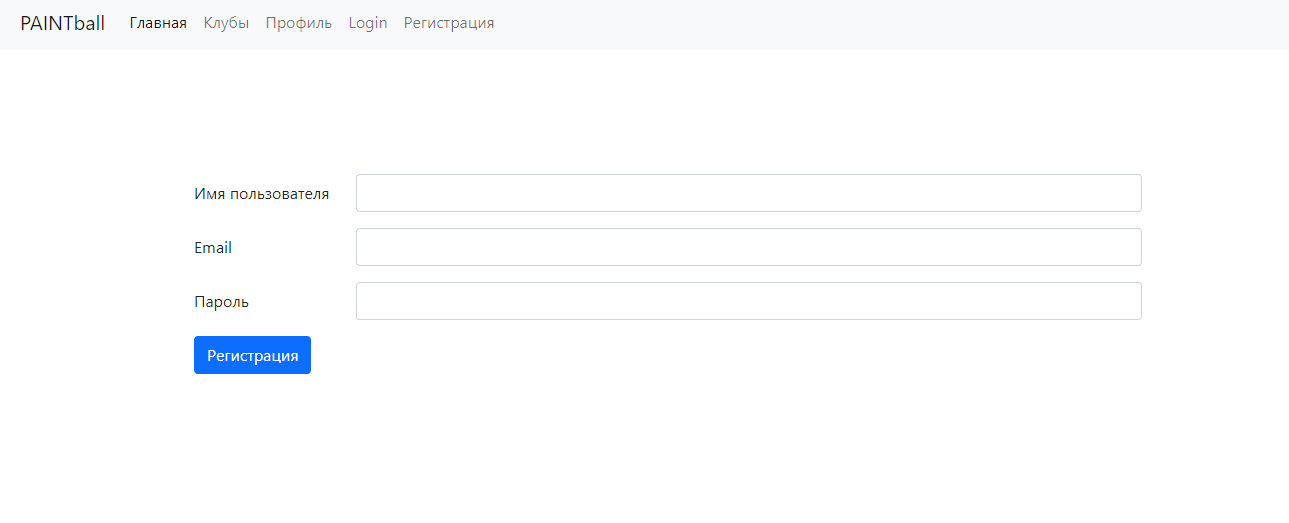 PAINTball Главная Клубы Профиль Login Регистрация
Имя пользователя
Email
Пароль
Регистрация